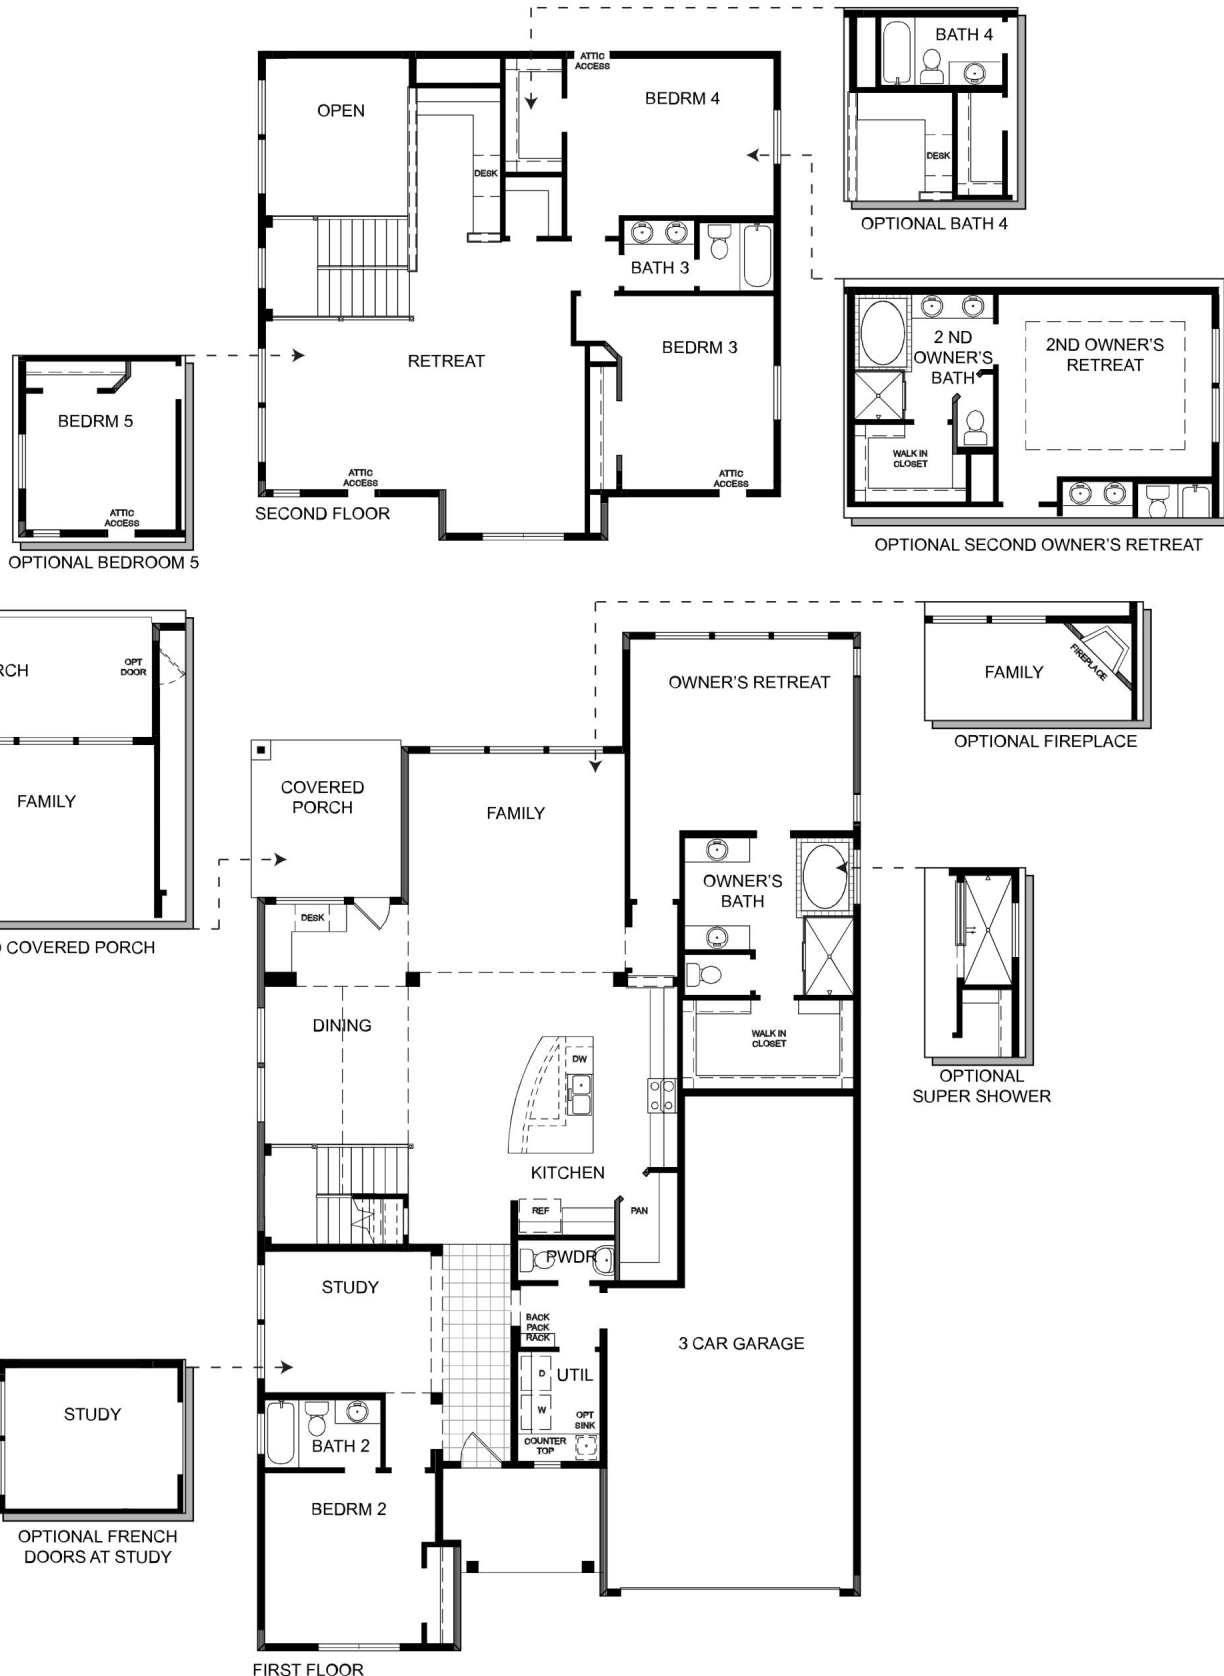 BATH 4
DESK
OPTIONAL BATH 4
ATTIC
ACCESS
OPEN
BEDRM 4
DESK
BATH 3
RETREAT
BEDRM 3
ATTIC
ACCESS
ATTIC
ACCESS
SECOND FLOOR
BEDRM 5
ATTIC
ACCESS
OPTIONAL BEDROOM 5
2 ND
OWNER'S
BATH
2ND OWNER'S
RETREAT
WALK IN
CLOSET
OPTIONAL SECOND OWNER'S RETREAT
RCH
OPT
DOOR
FAMILY
COVERED PORCH
FAMILY
FIREPLACE
OPTIONAL FIREPLACE
OWNER'S RETREAT
COVERED
PORCH
FAMILY
OWNER'S
BATH
DESK
DINING
WALK IN
CLOSET
DW
KITCHEN
REF
PAN
PWDR
STUDY
BACK
PACK
RACK
3 CAR GARAGE
D
UTIL
W
OPT
SINK
COUNTER
TOP
BATH 2
BEDRM 2
FIRST FLOOR
OPTIONAL
SUPER SHOWER
STUDY
OPTIONAL FRENCH
DOORS AT STUDY